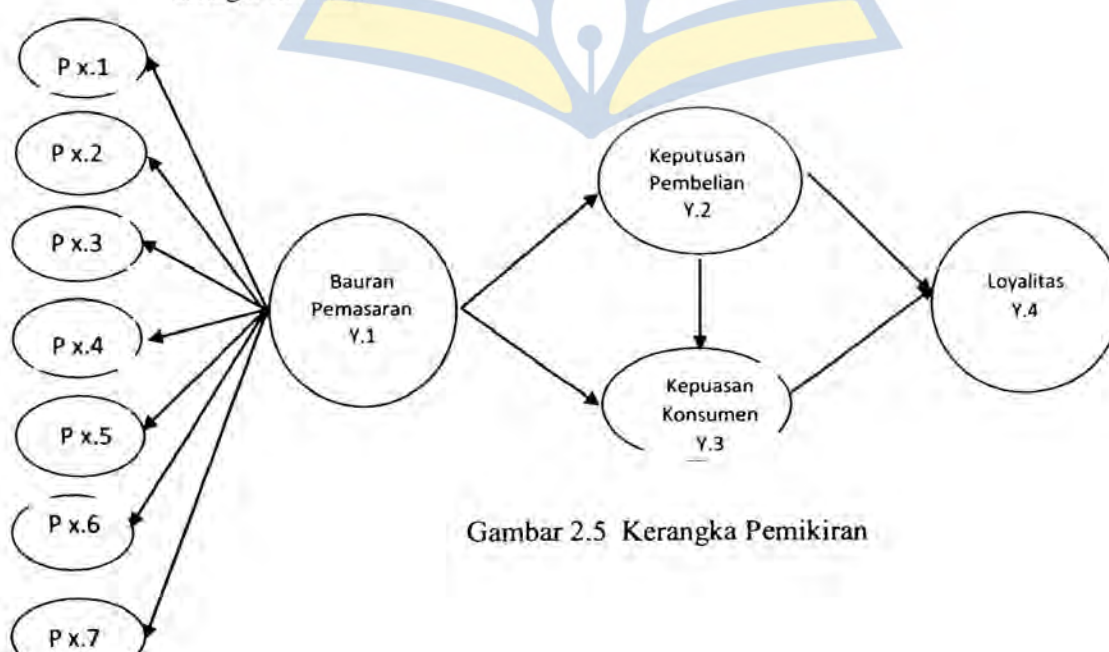 P x.1
P x.2
P x.3
P x.4
P x.5
P x.6
P x.7
Bauran
Pemasaran
Y.1
Keputusan
Pembelian
Y.2
Kepuasan
Konsumen
Y.3
Loyalitas
Y.4
Gambar 2.5 Kerangka Pemikiran